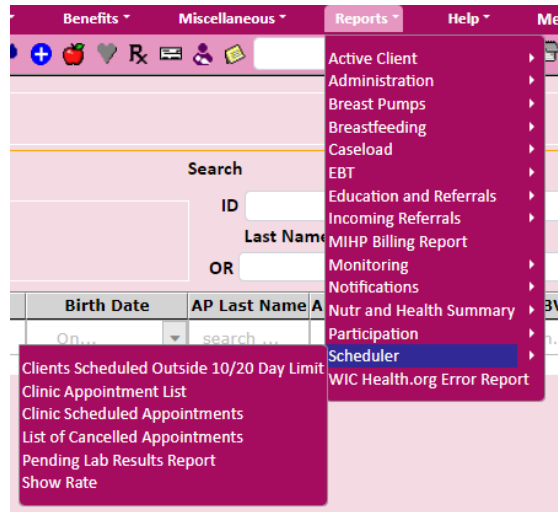 Benefits
Miscellaneous
Reports
Help
Me
Search
ID
Last Name
OR
Birth Date
AP Last Name
A
On...
search ...
Active Client
Administration
Breast Pumps
Breastfeeding
Caseload
EBT
Education and Referrals
Incoming Referrals
MIHP Billing Report
Monitoring
Notifications
Nutr and Health Summary
Participation
Scheduler
WIC Health.org Error Report
Clients Scheduled Outside 10/20 Day Limit
Clinic Appointment List
Clinic Scheduled Appointments
List of Cancelled Appointments
Pending Lab Results Report
Show Rate